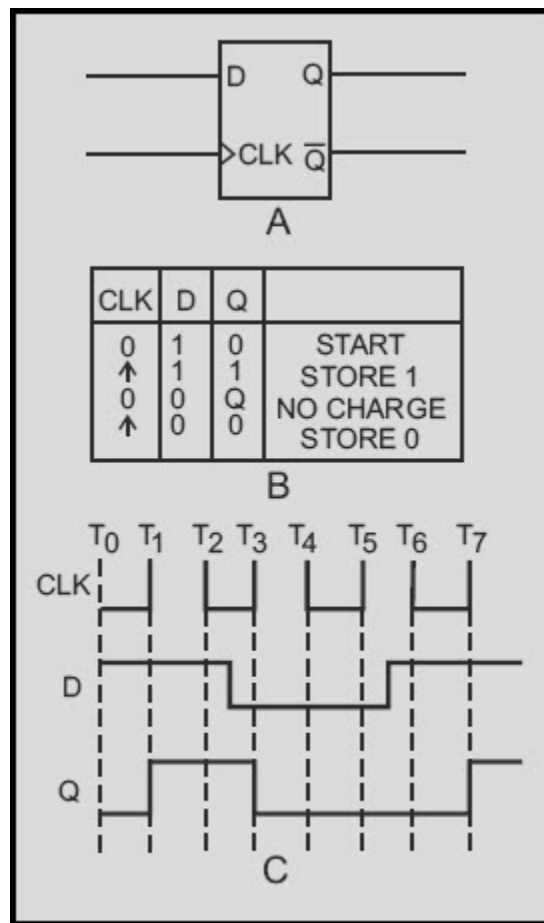 D Q
CLK Q̅
A
CLK D Q
0 1 0 START
↑ 1 1 STORE 1
0 0 Q NO CHARGE
↑ 0 0 STORE 0
B
T0 T1 T2 T3 T4 T5 T6 T7
CLK
D
Q
C